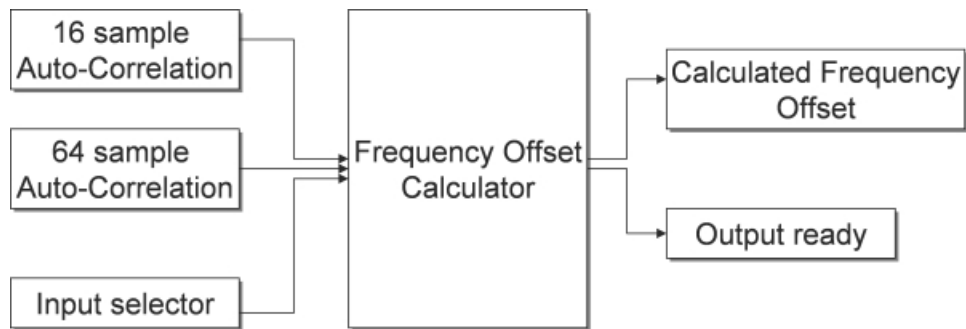 16 sample
Auto-Correlation
64 sample
Auto-Correlation
Input selector
Frequency Offset
Calculator
Calculated Frequency
Offset
Output ready